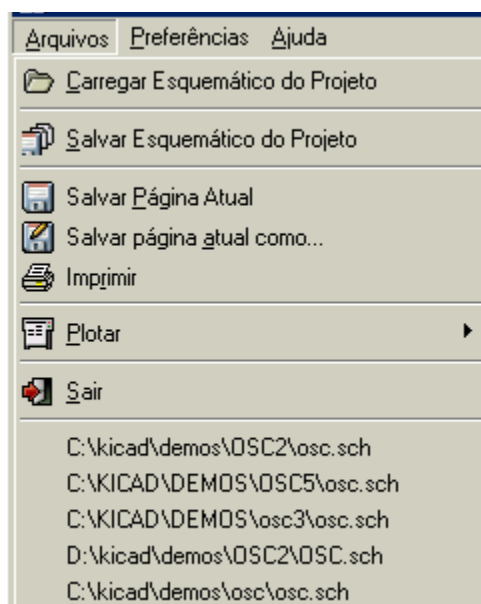 Arquivos Preferências Ajuda
Carregar Esquemático do Projeto
Salvar Esquemático do Projeto
Salvar Página Atual
Salvar página atual como...
Imprimir
Plotar
Sair
C:\kicad\demos\OSC2\osc.sch
C:\KICAD\DEMOS\OSC5\osc.sch
C:\KICAD\DEMOS\osc3\osc.sch
D:\kicad\demos\OSC2\OSC.sch
C:\kicad\demos\osc\osc.sch